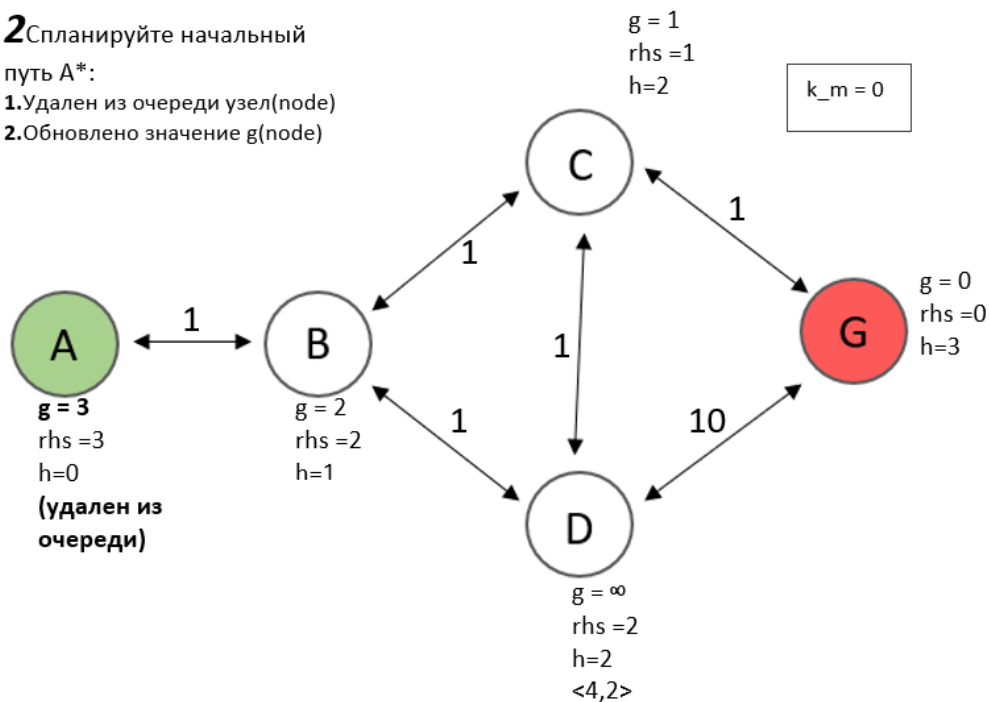 2Спланируйте начальный
путь A*:
1.Удален из очереди узел(node)
2.Обновлено значение g(node)
g = 1
rhs =1
h=2
k_m = 0
C
1
1
A
1
B
1
G
g = 0
rhs =0
h=3
g = 3
rhs =3
h=0
(удален из
очереди)
g = 2
rhs =2
h=1
1
10
D
g = ∞
rhs =2
h=2
<4,2>